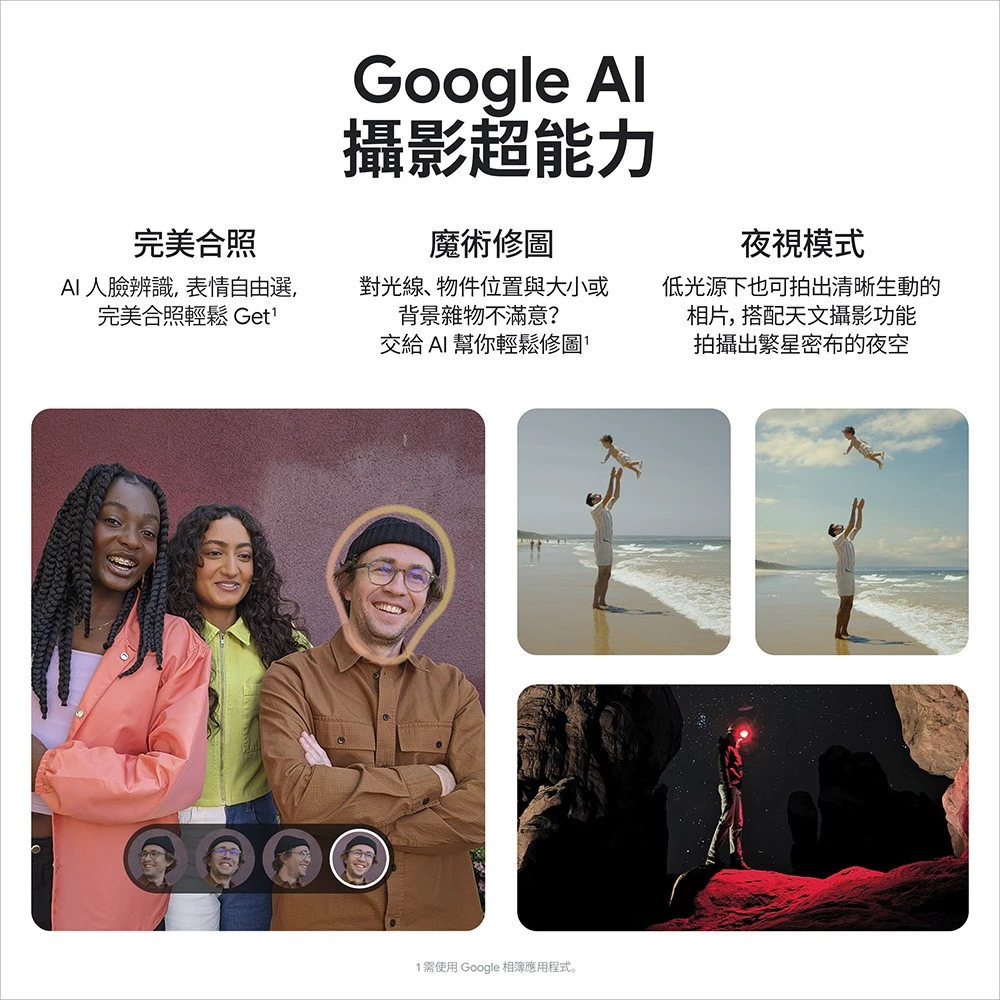 Google AI
攝影超能力
完美合照
AI 人臉辨識, 表情自由選,
完美合照輕鬆 Get¹
魔術修圖
對光線、物件位置與大小或
背景雜物不滿意?
交給 AI 幫你輕鬆修圖¹
夜視模式
低光源下也可拍出清晰生動的
相片, 搭配天文攝影功能
拍攝出繁星密布的夜空
1 需使用 Google 相簿應用程式。